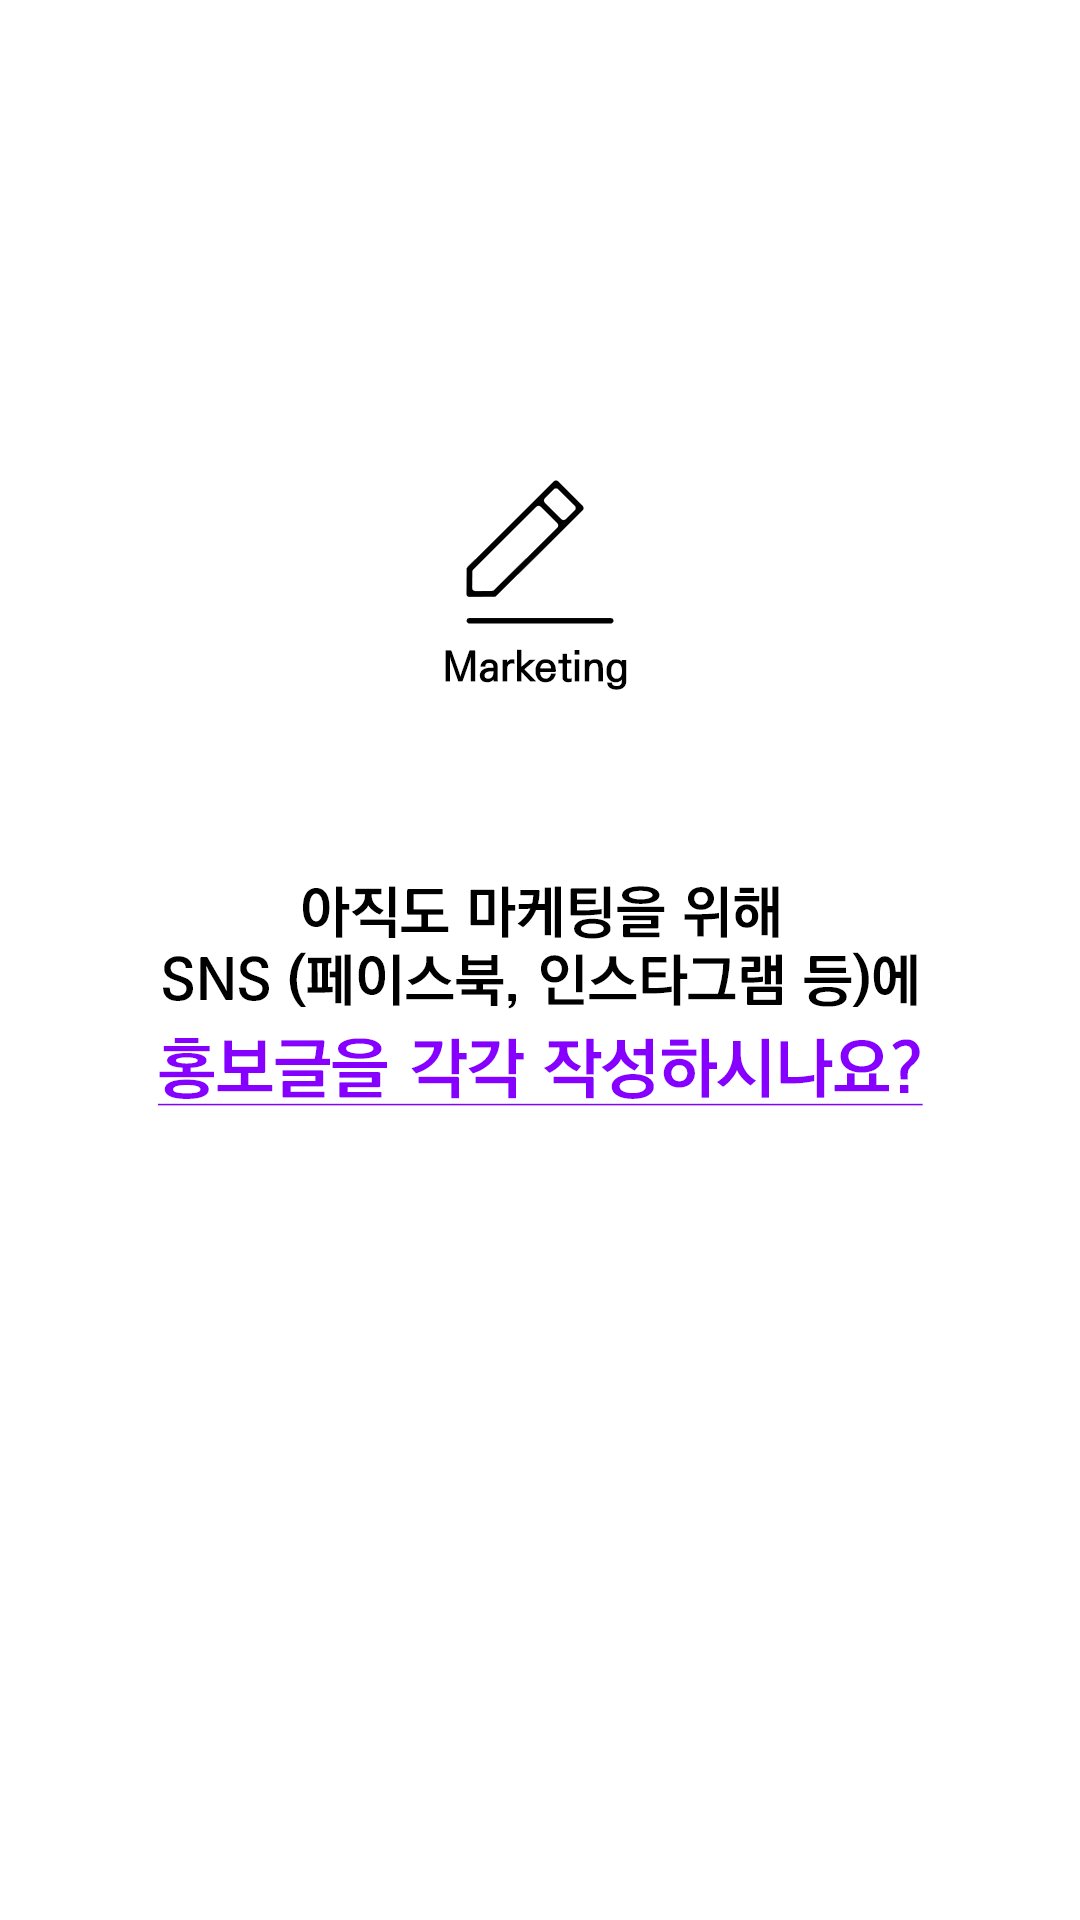 Marketing
아직도 마케팅을 위해
SNS (페이스북, 인스타그램 등)에
홍보글을 각각 작성하시나요?